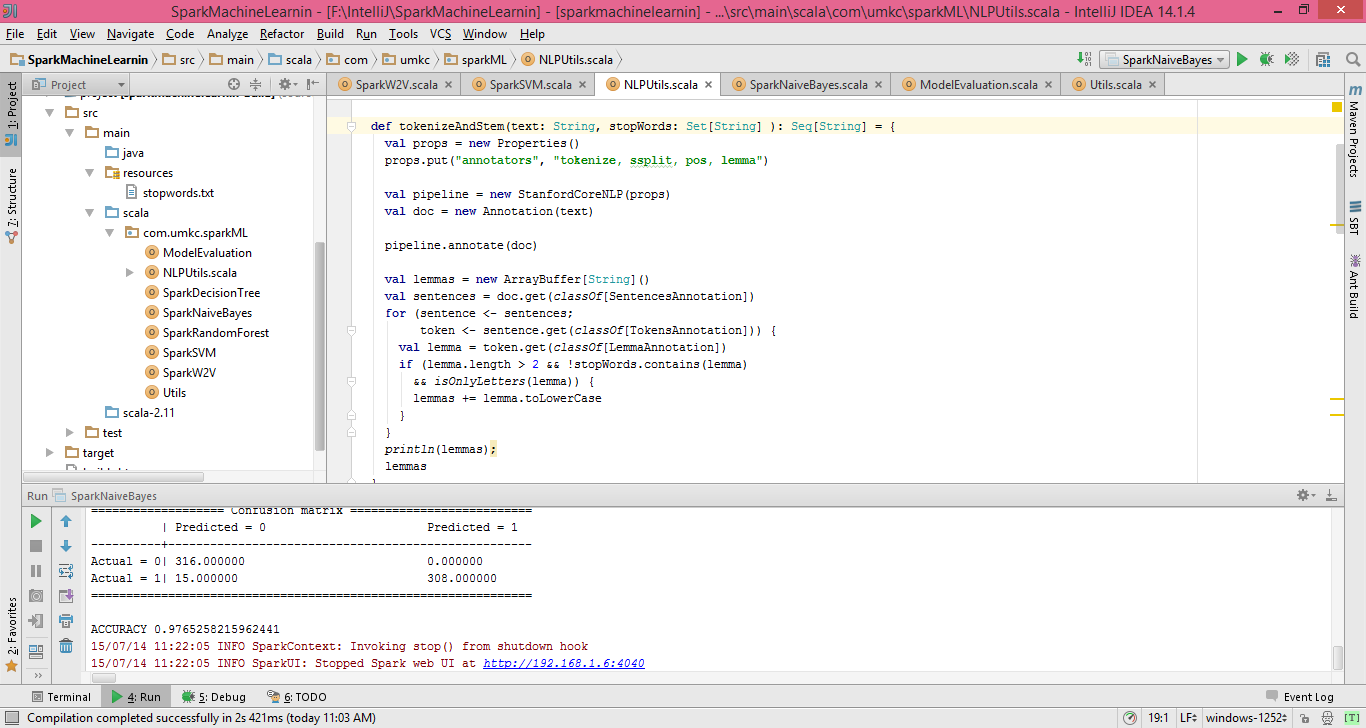 SparkMachineLearnin - [F:\IntelliJ\SparkMachineLearnin] - [sparkmachinelearnin] - ...\src\main\scala\com\umkc\sparkML\NLPUtils.scala - IntelliJ IDEA 14.1.4
File Edit View Navigate Code Analyze Refactor Build Run Tools VCS Window Help
SparkMachineLearnin src main scala com umkc sparkML NLPUtils.scala SparkNaiveBayes
Project SparkW2V.scala SparkSVM.scala NLPUtils.scala SparkNaiveBayes.scala ModelEvaluation.scala Utils.scala
1: Project
7: Structure
2: Favorites
src
main
java
resources
stopwords.txt
scala
com.umkc.sparkML
ModelEvaluation
NLPUtils.scala
SparkDecisionTree
SparkNaiveBayes
SparkRandomForest
SparkSVM
SparkW2V
Utils
scala-2.11
test
target
def tokenizeAndStem(text: String, stopWords: Set[String] ): Seq[String] = {
val props = new Properties()
props.put("annotators", "tokenize, ssplit, pos, lemma")
val pipeline = new StanfordCoreNLP(props)
val doc = new Annotation(text)
pipeline.annotate(doc)
val lemmas = new ArrayBuffer[String]()
val sentences = doc.get(classOf[SentencesAnnotation])
for (sentence <- sentences;
token <- sentence.get(classOf[TokensAnnotation])) {
val lemma = token.get(classOf[LemmaAnnotation])
if (lemma.length > 2 && !stopWords.contains(lemma)
&& isOnlyLetters(lemma)) {
lemmas += lemma.toLowerCase
}
}
println(lemmas);
lemmas
Maven Projects
SBT
Ant Build
Run SparkNaiveBayes
==================== Confusion matrix ==========================
| Predicted = 0 Predicted = 1
----------+----------------------------------------------------
Actual = 0| 316.000000 0.000000
Actual = 1| 15.000000 308.000000
===============================================================
ACCURACY 0.9765258215962441
15/07/14 11:22:05 INFO SparkContext: Invoking stop() from shutdown hook
15/07/14 11:22:05 INFO SparkUI: Stopped Spark web UI at http://192.168.1.6:4040
Terminal 4: Run 5: Debug 6: TODO Event Log
Compilation completed successfully in 2s 421ms (today 11:03 AM) 19:1 LF windows-1252 [T]